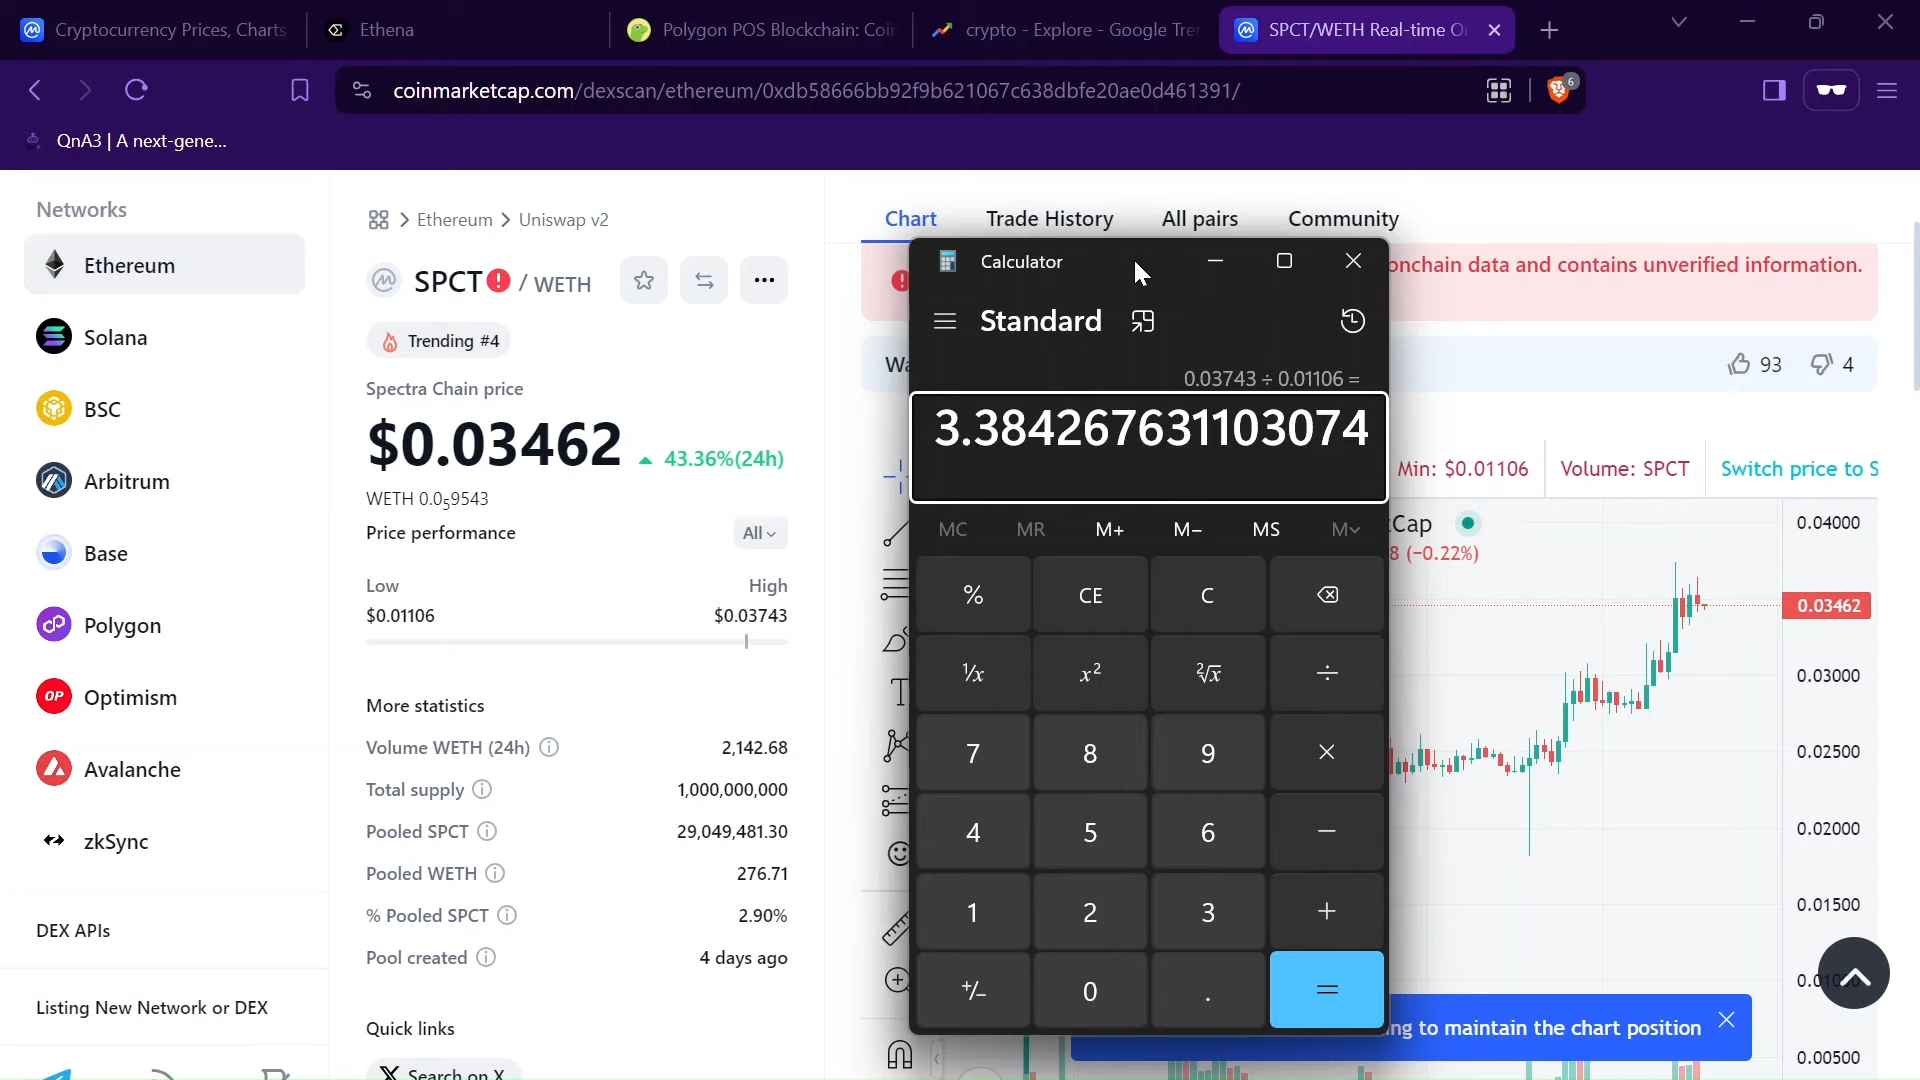 Cryptocurrency Prices, Charts
Ethena
Polygon POS Blockchain: Coi
crypto - Explore - Google Tre
SPCT/WETH Real-time O
coinmarketcap.com/dexscan/ethereum/0xdb58666bb92f9b621067c638dbfe20ae0d461391/
6
QnA3 | A next-gene...
Networks
Ethereum
Solana
BSC
Arbitrum
Base
Polygon
OP Optimism
Avalanche
zkSync
DEX APIs
Listing New Network or DEX
Ethereum > Uniswap v2
SPCT / WETH
Trending #4
Spectra Chain price
$0.03462 43.36%(24h)
WETH 0.0₅9543
Price performance All
Low High
$0.01106 $0.03743
More statistics
Volume WETH (24h) 2,142.68
Total supply 1,000,000,000
Pooled SPCT 29,049,481.30
Pooled WETH 276.71
% Pooled SPCT 2.90%
Pool created 4 days ago
Quick links
X Search on X
Chart Trade History All pairs Community
onchain data and contains unverified information.
Wa
93 4
Min: $0.01106 Volume: SPCT Switch price to S
Cap
8 (−0.22%)
0.04000
0.03462
0.03000
0.02500
0.02000
0.01500
0.00500
ng to maintain the chart position
Calculator
Standard
0.03743 ÷ 0.01106 =
3.384267631103074
MC MR M+ M− MS M
% CE C
¹/x x² ²√x ÷
7 8 9 ×
4 5 6 −
1 2 3 +
+/− 0 . =